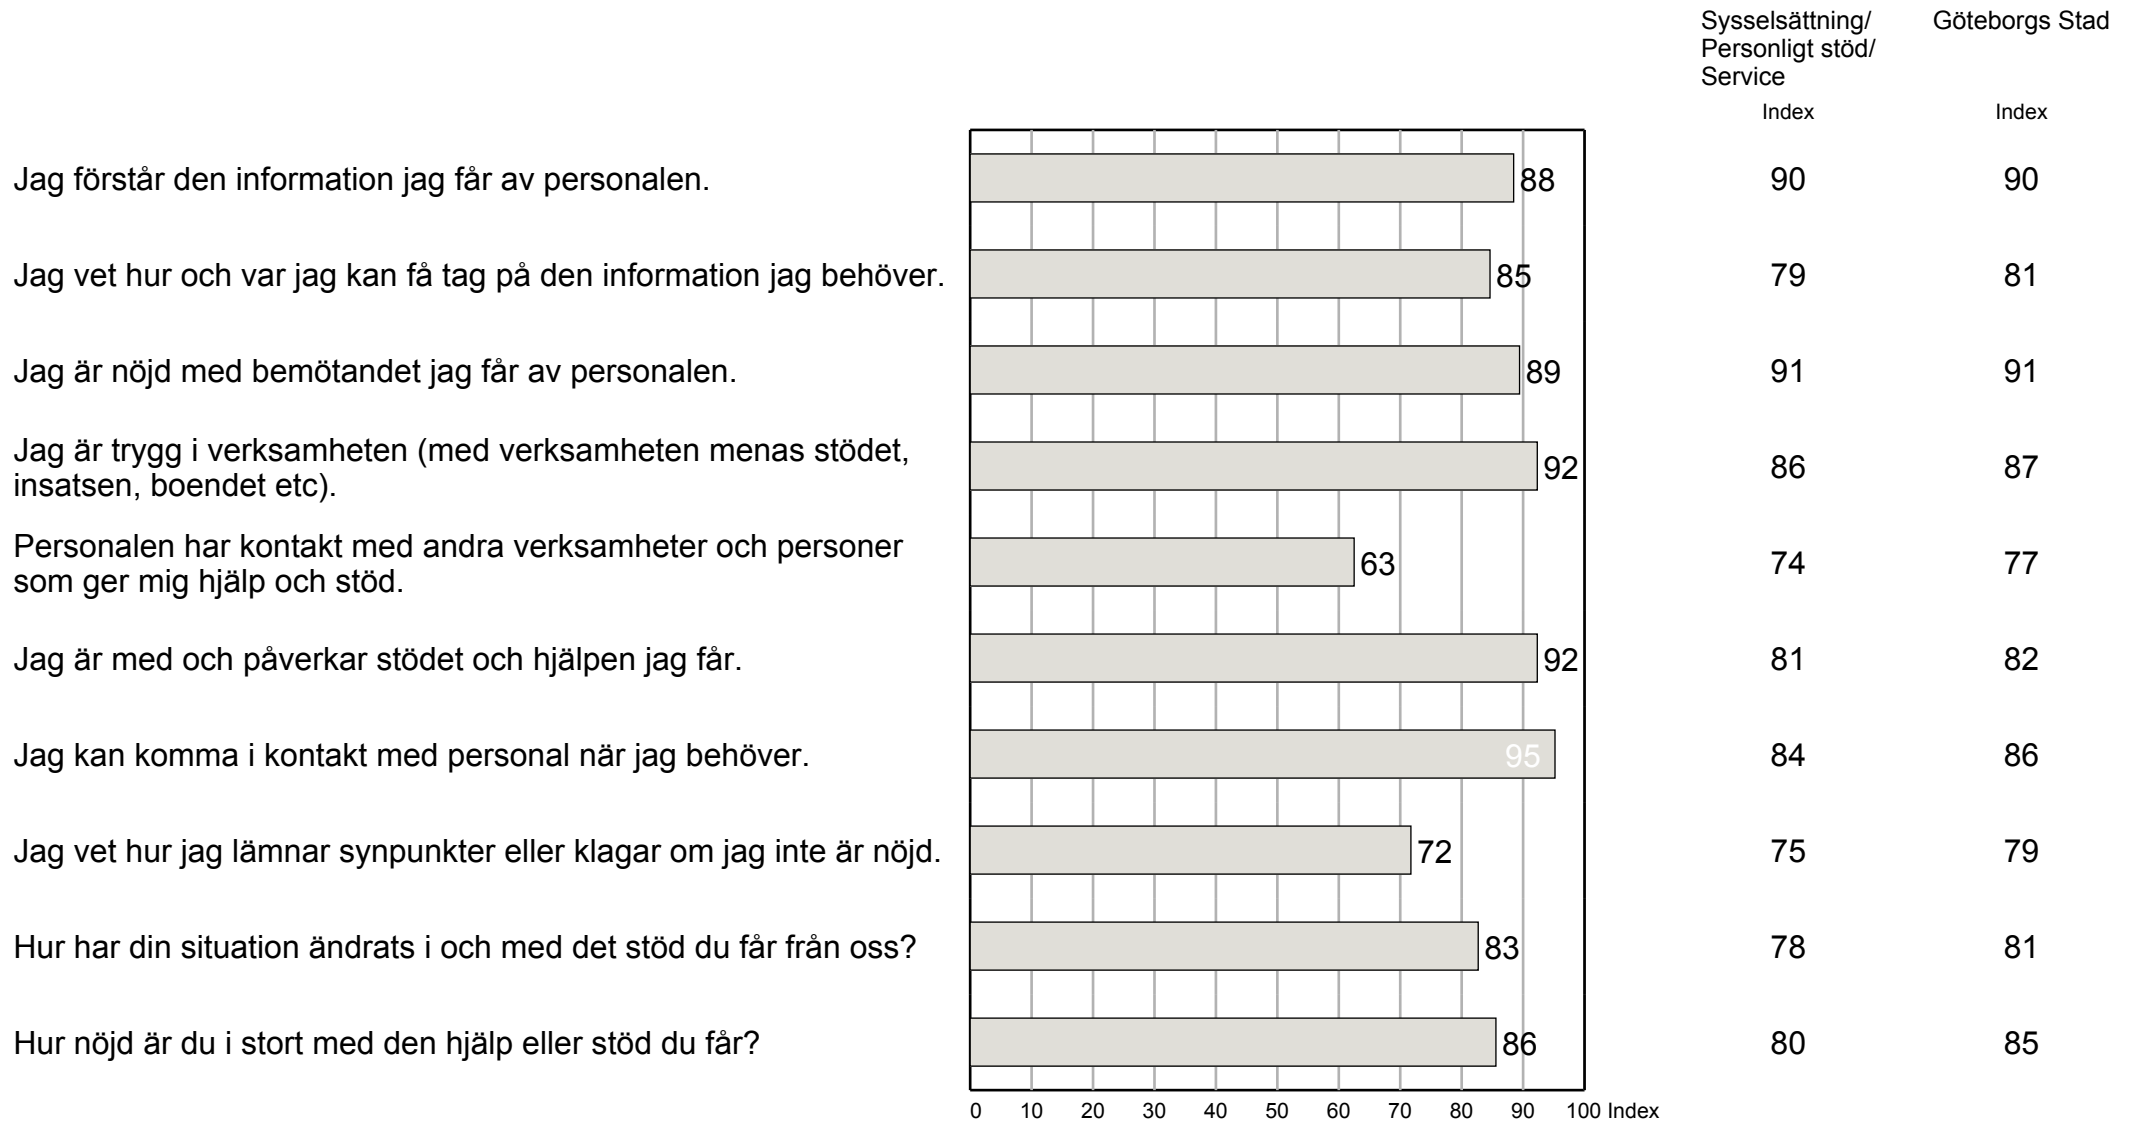 Sysselsättning/
Personligt stöd/
Service
Göteborgs Stad
Index
Index
Jag förstår den information jag får av personalen.
88
90
90
Jag vet hur och var jag kan få tag på den information jag behöver.
85
79
81
Jag är nöjd med bemötandet jag får av personalen.
89
91
91
Jag är trygg i verksamheten (med verksamheten menas stödet,
insatsen, boendet etc).
92
86
87
Personalen har kontakt med andra verksamheter och personer
som ger mig hjälp och stöd.
63
74
77
Jag är med och påverkar stödet och hjälpen jag får.
92
81
82
Jag kan komma i kontakt med personal när jag behöver.
95
84
86
Jag vet hur jag lämnar synpunkter eller klagar om jag inte är nöjd.
72
75
79
Hur har din situation ändrats i och med det stöd du får från oss?
83
78
81
Hur nöjd är du i stort med den hjälp eller stöd du får?
86
80
85
0 10 20 30 40 50 60 70 80 90 100 Index